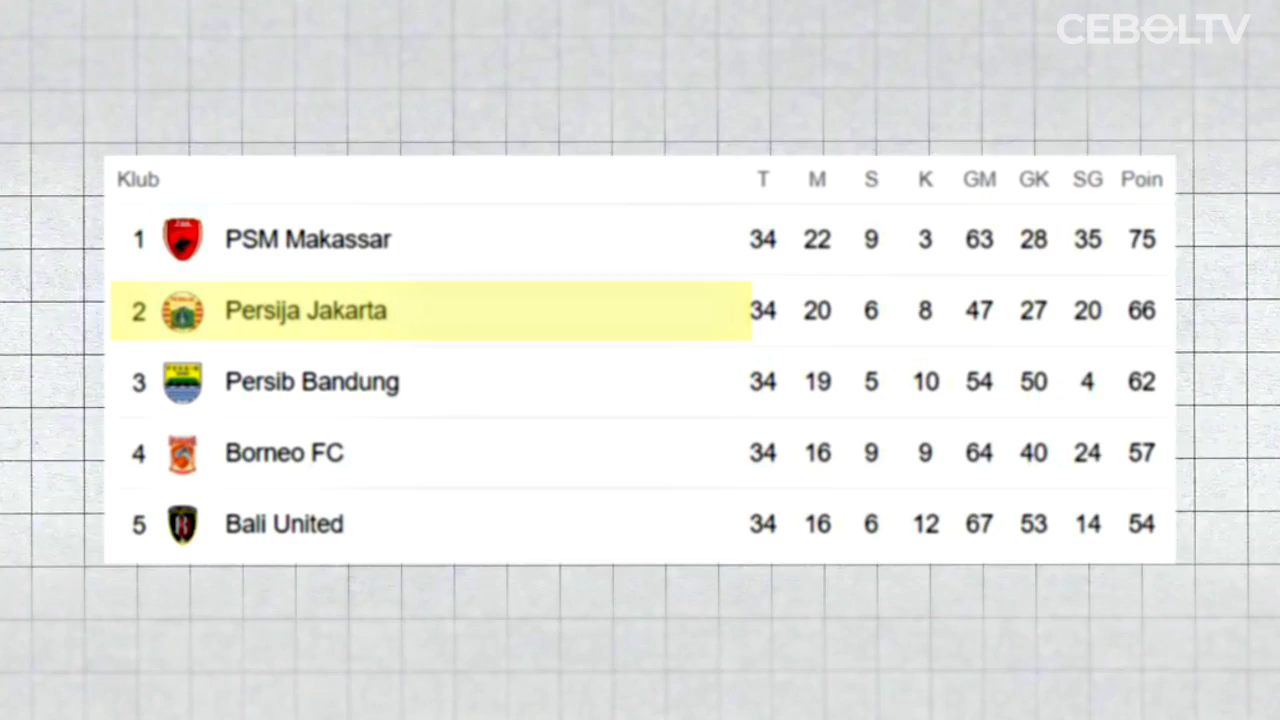 CEBOLTV
Klub T M S K GM GK SG Poin
1 PSM Makassar 34 22 9 3 63 28 35 75
2 Persija Jakarta 34 20 6 8 47 27 20 66
3 Persib Bandung 34 19 5 10 54 50 4 62
4 Borneo FC 34 16 9 9 64 40 24 57
5 Bali United 34 16 6 12 67 53 14 54